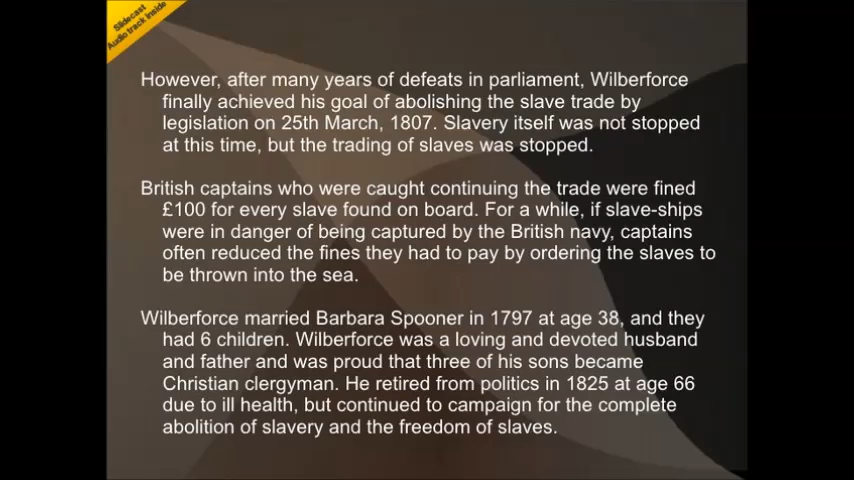 Slidecast
Audio track inside
However, after many years of defeats in parliament, Wilberforce
finally achieved his goal of abolishing the slave trade by
legislation on 25th March, 1807. Slavery itself was not stopped
at this time, but the trading of slaves was stopped.
British captains who were caught continuing the trade were fined
£100 for every slave found on board. For a while, if slave-ships
were in danger of being captured by the British navy, captains
often reduced the fines they had to pay by ordering the slaves to
be thrown into the sea.
Wilberforce married Barbara Spooner in 1797 at age 38, and they
had 6 children. Wilberforce was a loving and devoted husband
and father and was proud that three of his sons became
Christian clergyman. He retired from politics in 1825 at age 66
due to ill health, but continued to campaign for the complete
abolition of slavery and the freedom of slaves.